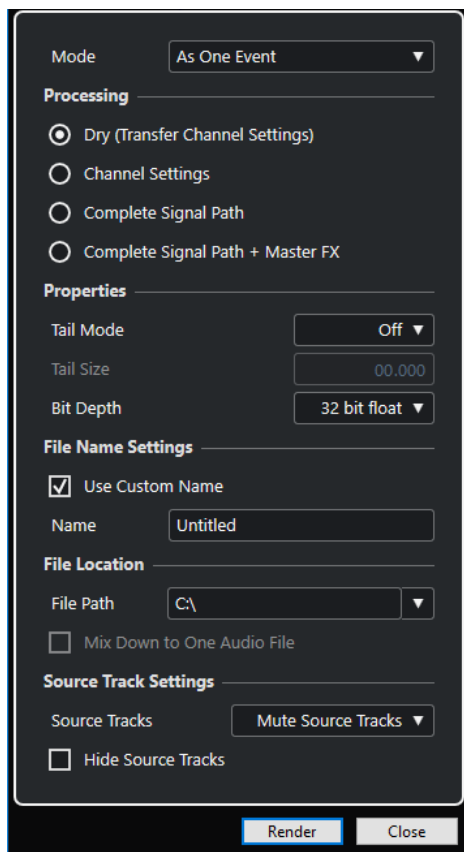 Mode As One Event
Processing
Dry (Transfer Channel Settings)
Channel Settings
Complete Signal Path
Complete Signal Path + Master FX
Properties
Tail Mode Off
Tail Size 00.000
Bit Depth 32 bit float
File Name Settings
Use Custom Name
Name Untitled
File Location
File Path C:\
Mix Down to One Audio File
Source Track Settings
Source Tracks Mute Source Tracks
Hide Source Tracks
Render Close